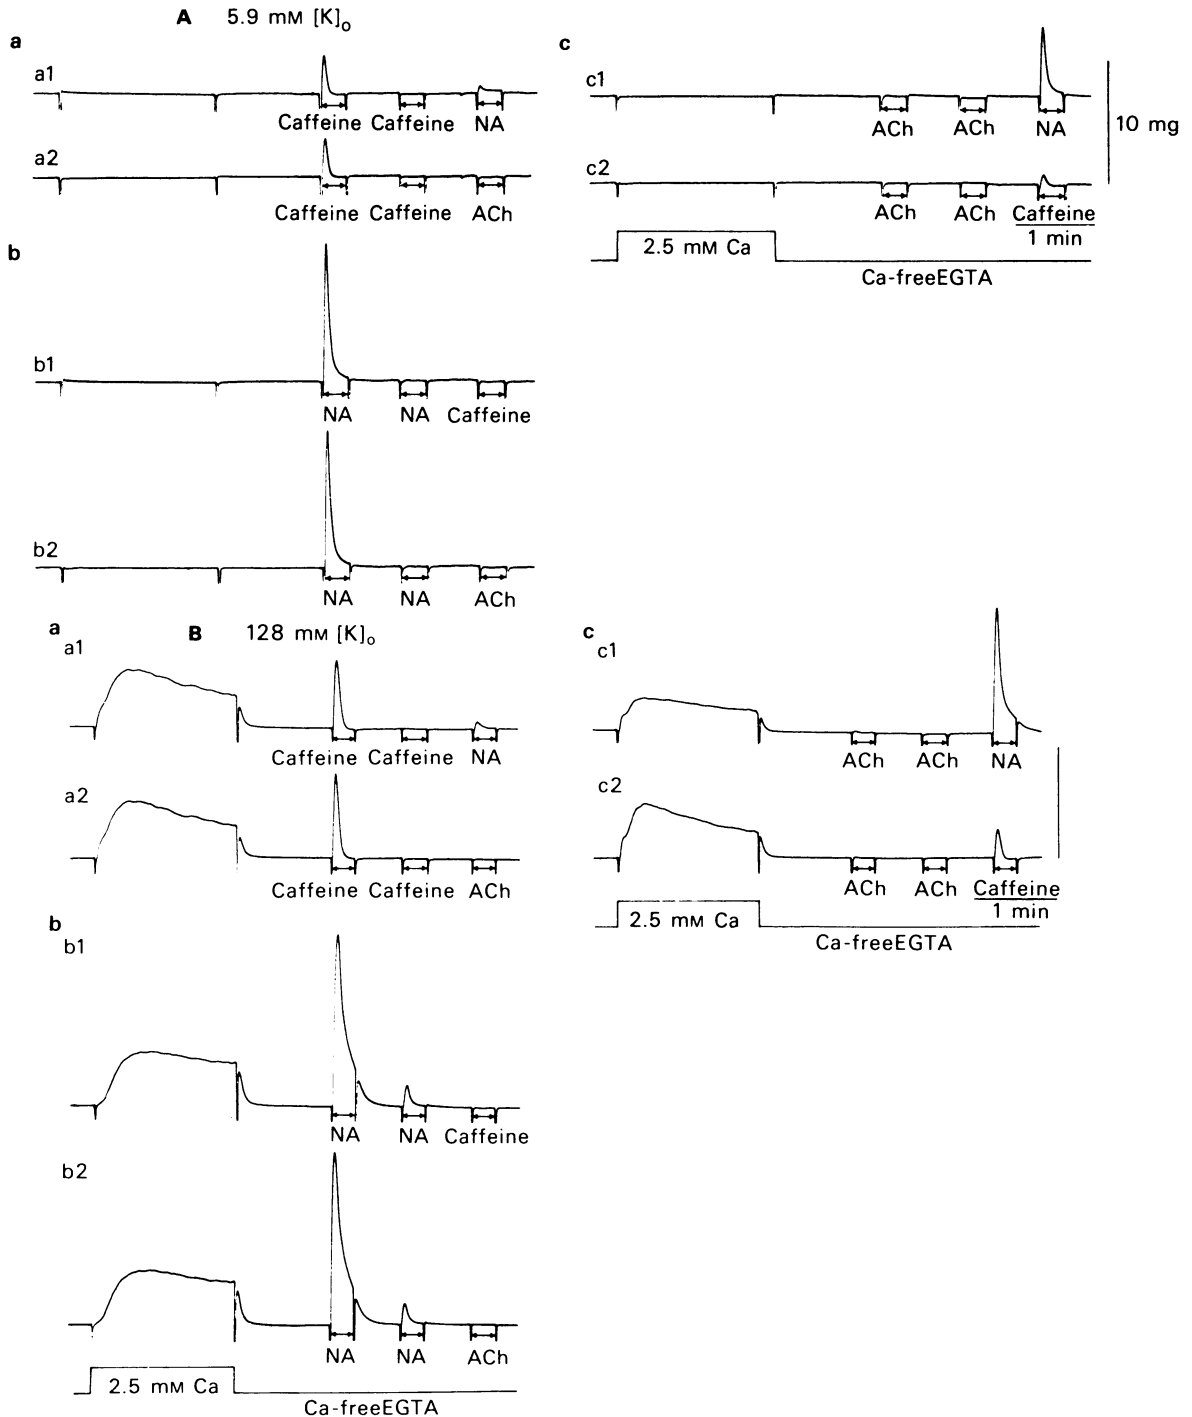 A 5.9 mM [K]o
a
a1
Caffeine Caffeine NA
a2
Caffeine Caffeine ACh
c
c1
ACh ACh NA
10 mg
c2
ACh ACh Caffeine
1 min
2.5 mM Ca
Ca-freeEGTA
b
b1
NA NA Caffeine
b2
NA NA ACh
B 128 mM [K]o
a
a1
Caffeine Caffeine NA
a2
Caffeine Caffeine ACh
c
c1
ACh ACh NA
c2
ACh ACh Caffeine
1 min
2.5 mM Ca
Ca-freeEGTA
b
b1
NA NA Caffeine
b2
NA NA ACh
2.5 mM Ca
Ca-freeEGTA